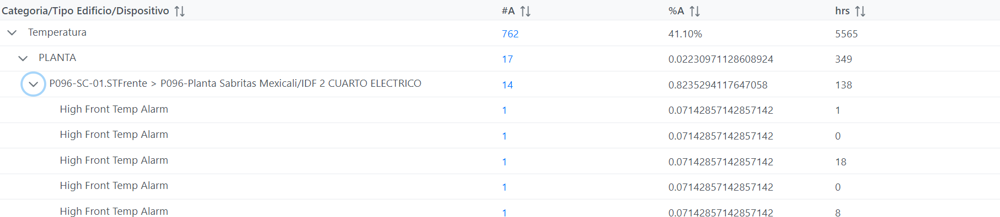 Categoria/Tipo Edificio/Dispositivo #A %A hrs
Temperatura 762 41.10% 5565
PLANTA 17 0.02230971128608924 349
P096-SC-01.STFrente > P096-Planta Sabritas Mexicali/IDF 2 CUARTO ELECTRICO 14 0.8235294117647058 138
High Front Temp Alarm 1 0.07142857142857142 1
High Front Temp Alarm 1 0.07142857142857142 0
High Front Temp Alarm 1 0.07142857142857142 18
High Front Temp Alarm 1 0.07142857142857142 0
High Front Temp Alarm 1 0.07142857142857142 8